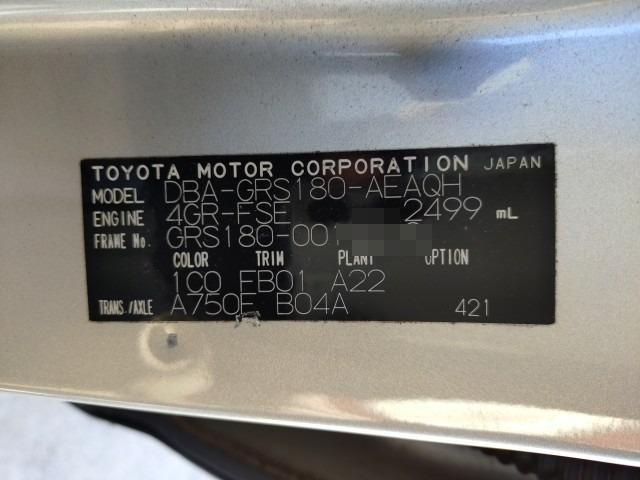 TOYOTA MOTOR CORPORATION JAPAN
MODEL DBA-GRS180-AEAQH
ENGINE 4GR-FSE 2499 mL
FRAME No. GRS180-001
COLOR TRIM PLANT OPTION
1C0 FB01 A22
TRANS./AXLE A750E B04A 421